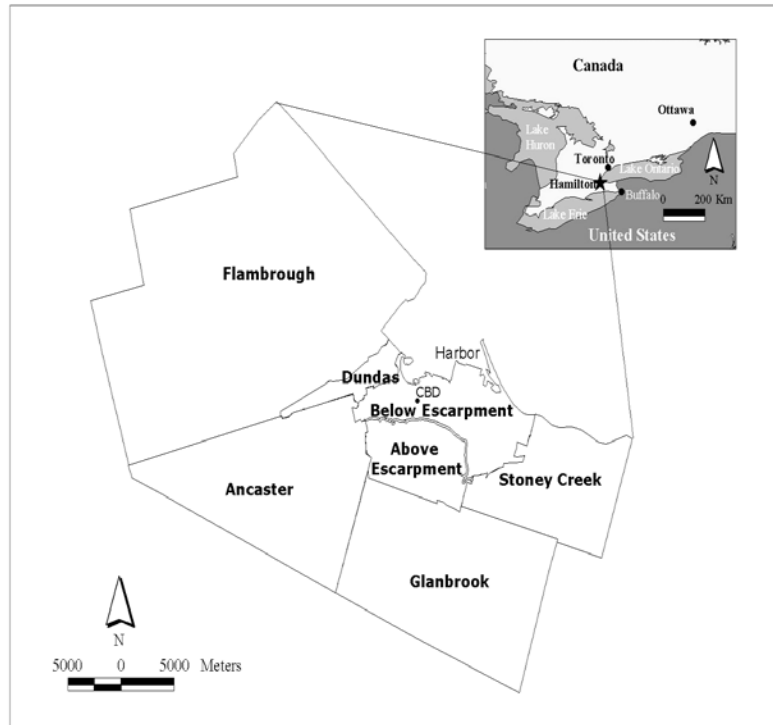 Canada
Ottawa
Lake
Huron
Toronto
Lake Ontario
Hamilton
N
Buffalo
0 200 Km
Lake Erie
United States
Flambrough
Harbor
Dundas
CBD
Below Escarpment
Above
Escarpment
Stoney Creek
Ancaster
Glanbrook
N
5000 0 5000 Meters